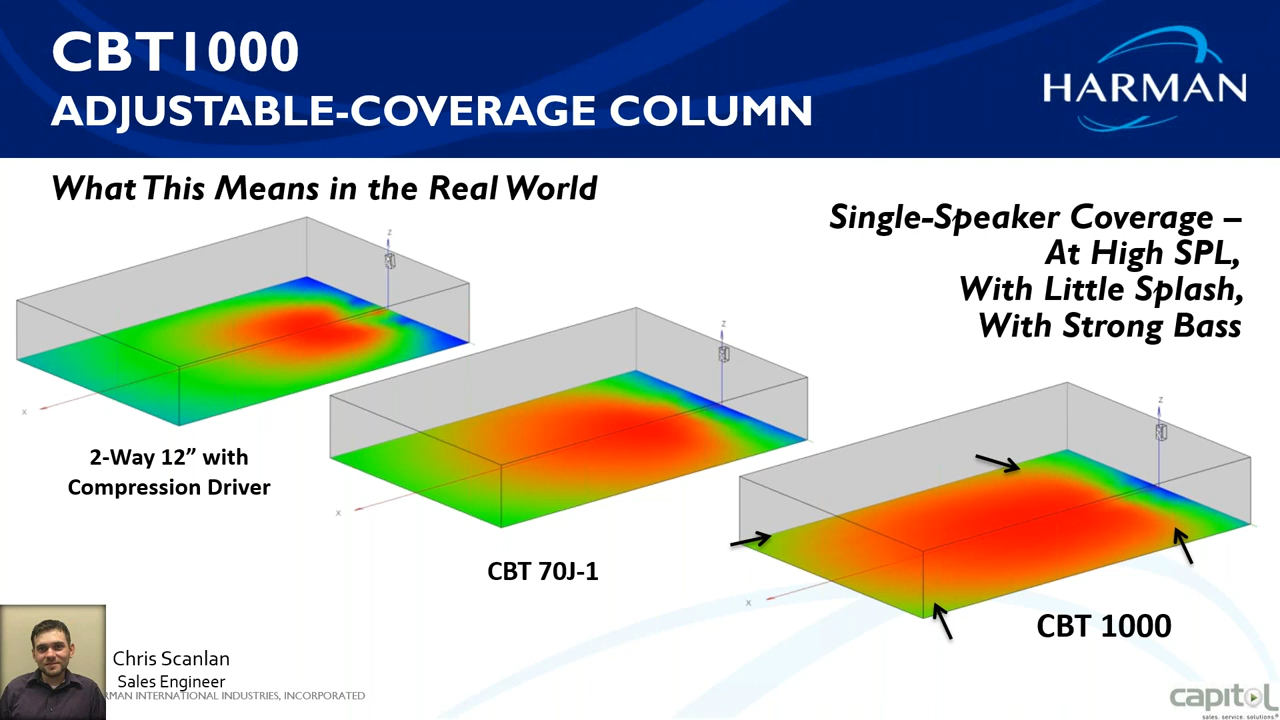 CBT1000
ADJUSTABLE-COVERAGE COLUMN
HARMAN
What This Means in the Real World
Single-Speaker Coverage –
At High SPL,
With Little Splash,
With Strong Bass
z
x
2-Way 12” with
Compression Driver
z
x
CBT 70J-1
z
x
CBT 1000
Chris Scanlan
Sales Engineer
RMAN INTERNATIONAL INDUSTRIES, INCORPORATED
capitol
sales. service. solutions.®